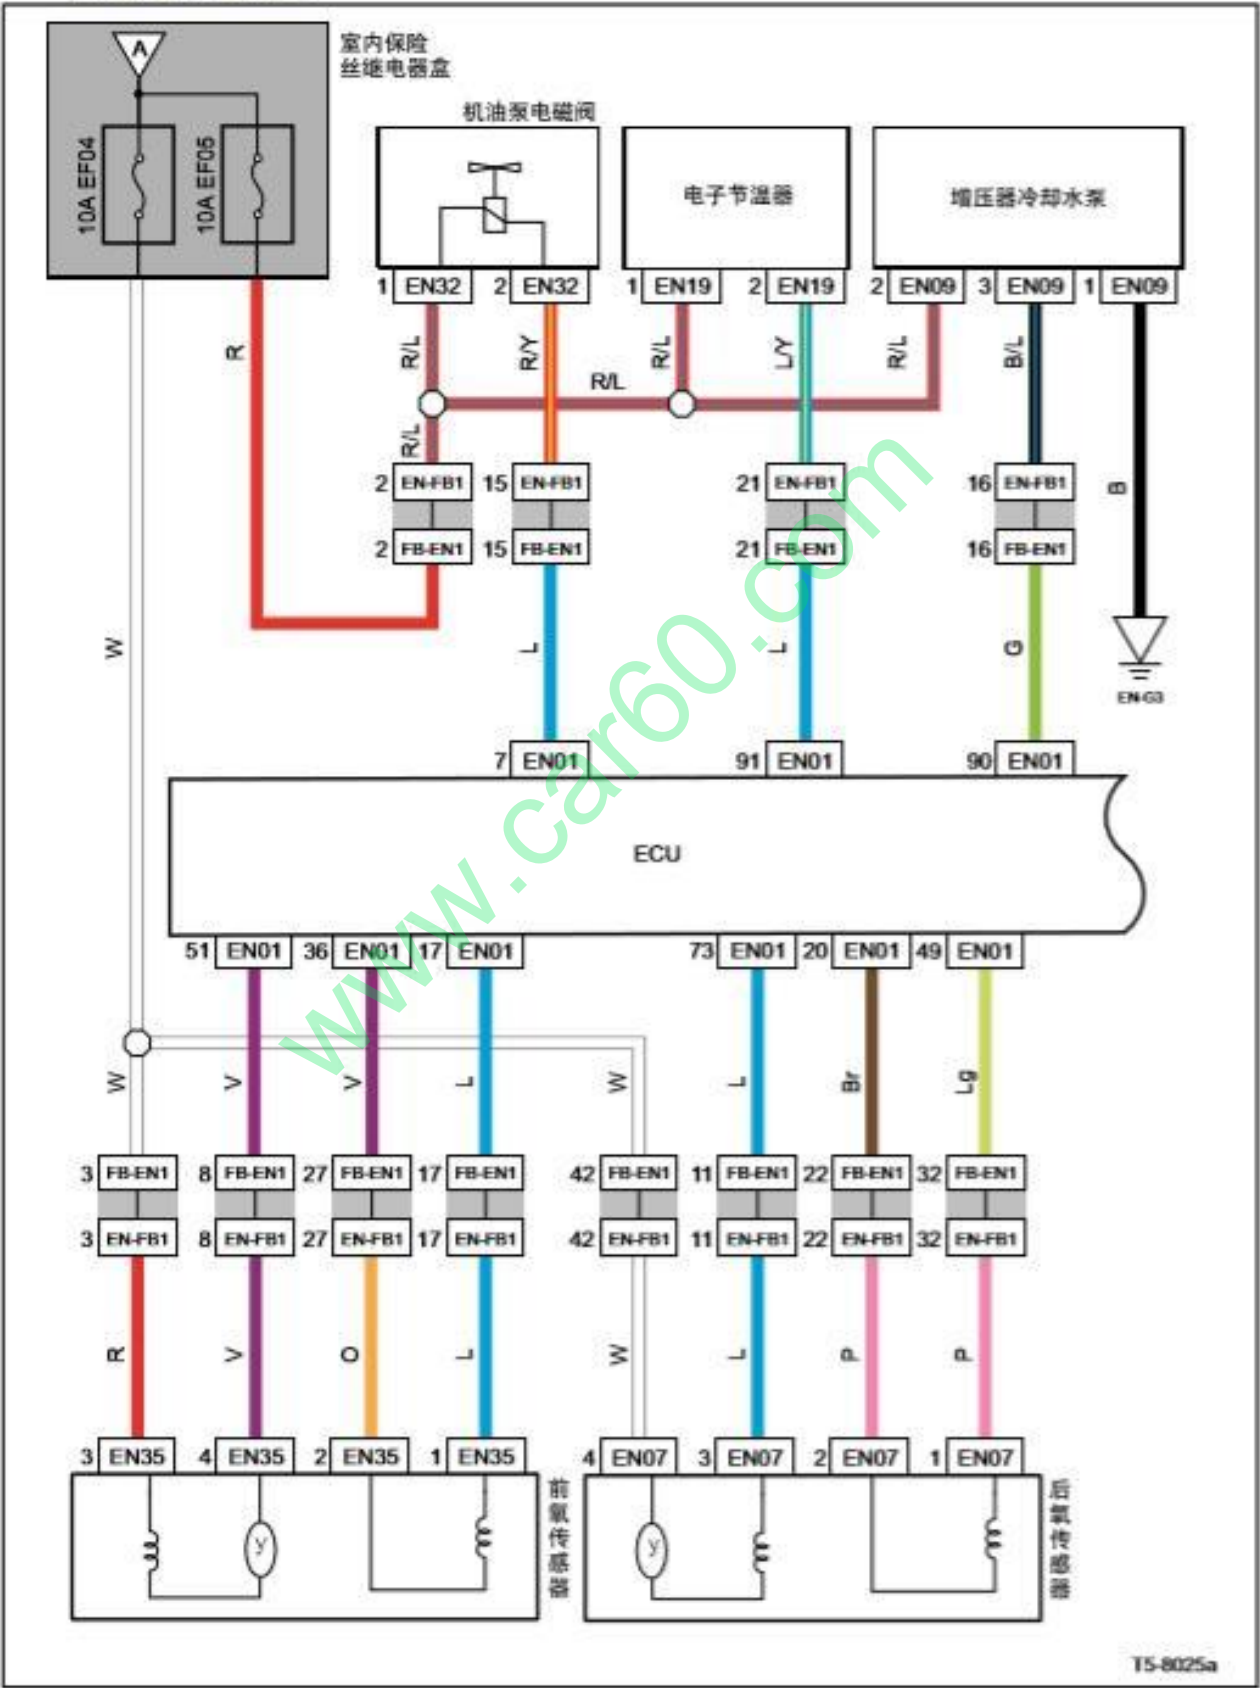 A
室内保险
丝继电器盒
10A EF04
10A EF05
机油泵电磁阀
电子节温器
增压器冷却水泵
1 EN32 2 EN32 1 EN19 2 EN19 2 EN09 3 EN09 1 EN09
R R/L R/Y R/L L/Y R/L B/L
R/L
R/L
2 EN-FB1 15 EN-FB1 21 EN-FB1 16 EN-FB1
B
2 FB-EN1 15 FB-EN1 21 FB-EN1 16 FB-EN1
W L L G
EN-G3
7 EN01 91 EN01 90 EN01
ECU
51 EN01 36 EN01 17 EN01 73 EN01 20 EN01 49 EN01
W V V L W L Br Lg
3 FB-EN1 8 FB-EN1 27 FB-EN1 17 FB-EN1 42 FB-EN1 11 FB-EN1 22 FB-EN1 32 FB-EN1
3 EN-FB1 8 EN-FB1 27 EN-FB1 17 EN-FB1 42 EN-FB1 11 EN-FB1 22 EN-FB1 32 EN-FB1
R V O L W L P P
3 EN35 4 EN35 2 EN35 1 EN35 4 EN07 3 EN07 2 EN07 1 EN07
y y
前氧传感器
后氧传感器
T5-8025a
www.car60.com